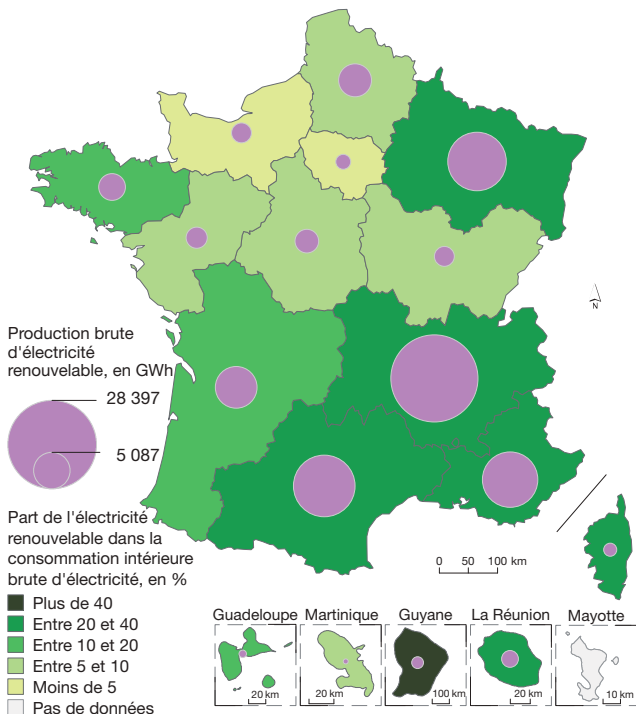 N
Production brute
d'électricité
renouvelable, en GWh
28 397
5 087
Part de l'électricité
renouvelable dans la
consommation intérieure
brute d'électricité, en %
Plus de 40
Entre 20 et 40
Entre 10 et 20
Entre 5 et 10
Moins de 5
Pas de données
0 50 100 km
Guadeloupe Martinique Guyane La Réunion Mayotte
20 km 20 km 100 km 20 km 10 km